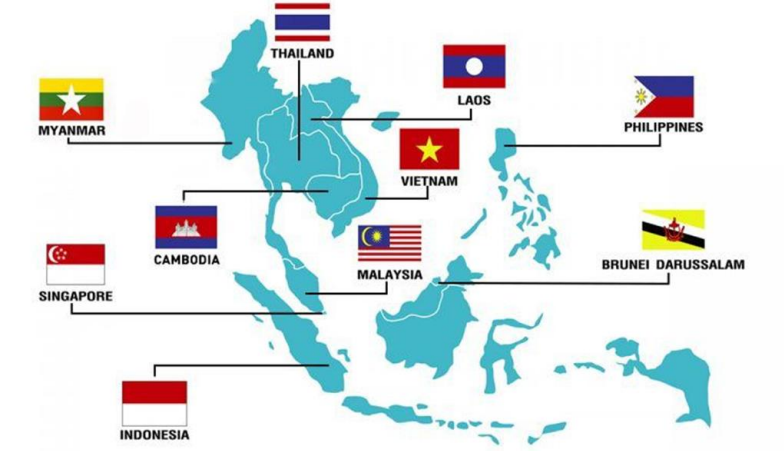 THAILAND
LAOS
MYANMAR
PHILIPPINES
VIETNAM
CAMBODIA
MALAYSIA
BRUNEI DARUSSALAM
SINGAPORE
INDONESIA